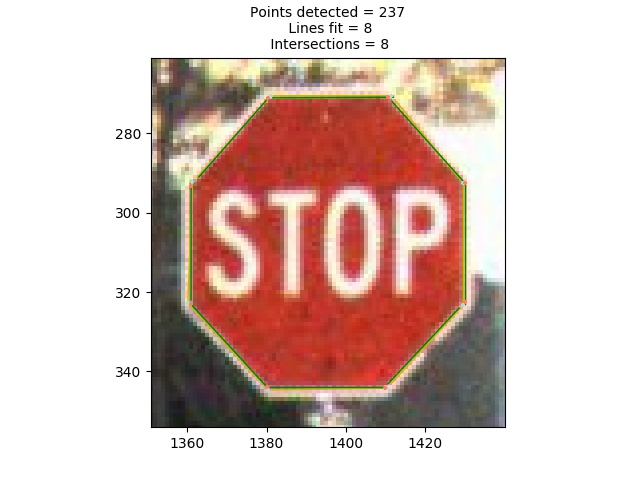 Points detected = 237
Lines fit = 8
Intersections = 8
280
300
320
340
STOP
1360 1380 1400 1420